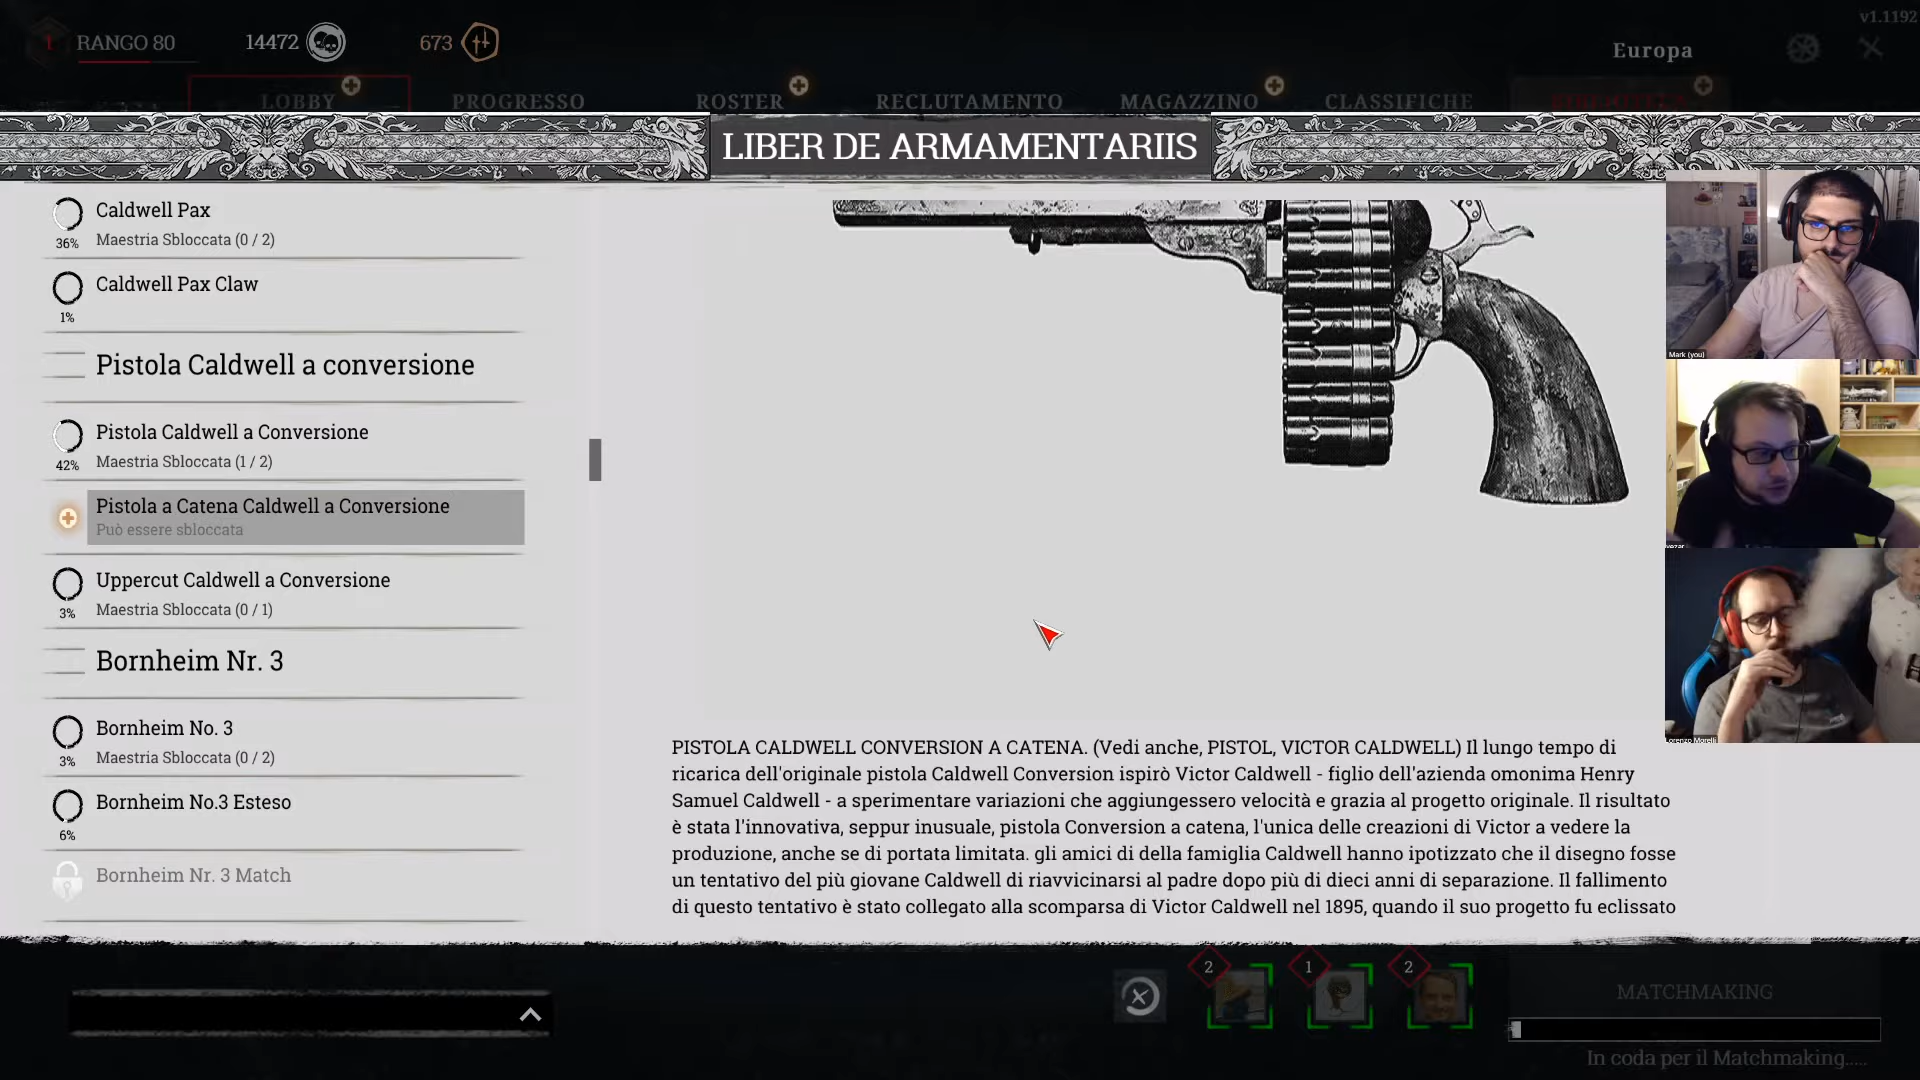 v1.1192
RANGO 80
14472
673
Europa
LOBBY
PROGRESSO
ROSTER
RECLUTAMENTO
MAGAZZINO
CLASSIFICHE
LIBER DE ARMAMENTARIIS
Caldwell Pax
36%
Maestria Sbloccata (0 / 2)
Caldwell Pax Claw
1%
Pistola Caldwell a conversione
Pistola Caldwell a Conversione
42%
Maestria Sbloccata (1 / 2)
Pistola a Catena Caldwell a Conversione
Può essere sbloccata
Uppercut Caldwell a Conversione
3%
Maestria Sbloccata (0 / 1)
Bornheim Nr. 3
Bornheim No. 3
3%
Maestria Sbloccata (0 / 2)
Bornheim No.3 Esteso
6%
Bornheim Nr. 3 Match
PISTOLA CALDWELL CONVERSION A CATENA. (Vedi anche, PISTOL, VICTOR CALDWELL) Il lungo tempo di
ricarica dell'originale pistola Caldwell Conversion ispirò Victor Caldwell - figlio dell'azienda omonima Henry
Samuel Caldwell - a sperimentare variazioni che aggiungessero velocità e grazia al progetto originale. Il risultato
è stata l'innovativa, seppur inusuale, pistola Conversion a catena, l'unica delle creazioni di Victor a vedere la
produzione, anche se di portata limitata. gli amici di della famiglia Caldwell hanno ipotizzato che il disegno fosse
un tentativo del più giovane Caldwell di riavvicinarsi al padre dopo più di dieci anni di separazione. Il fallimento
di questo tentativo è stato collegato alla scomparsa di Victor Caldwell nel 1895, quando il suo progetto fu eclissato
Mark (you)
Lorenzo Morelli
2
1
2
MATCHMAKING
In coda per il Matchmaking.....